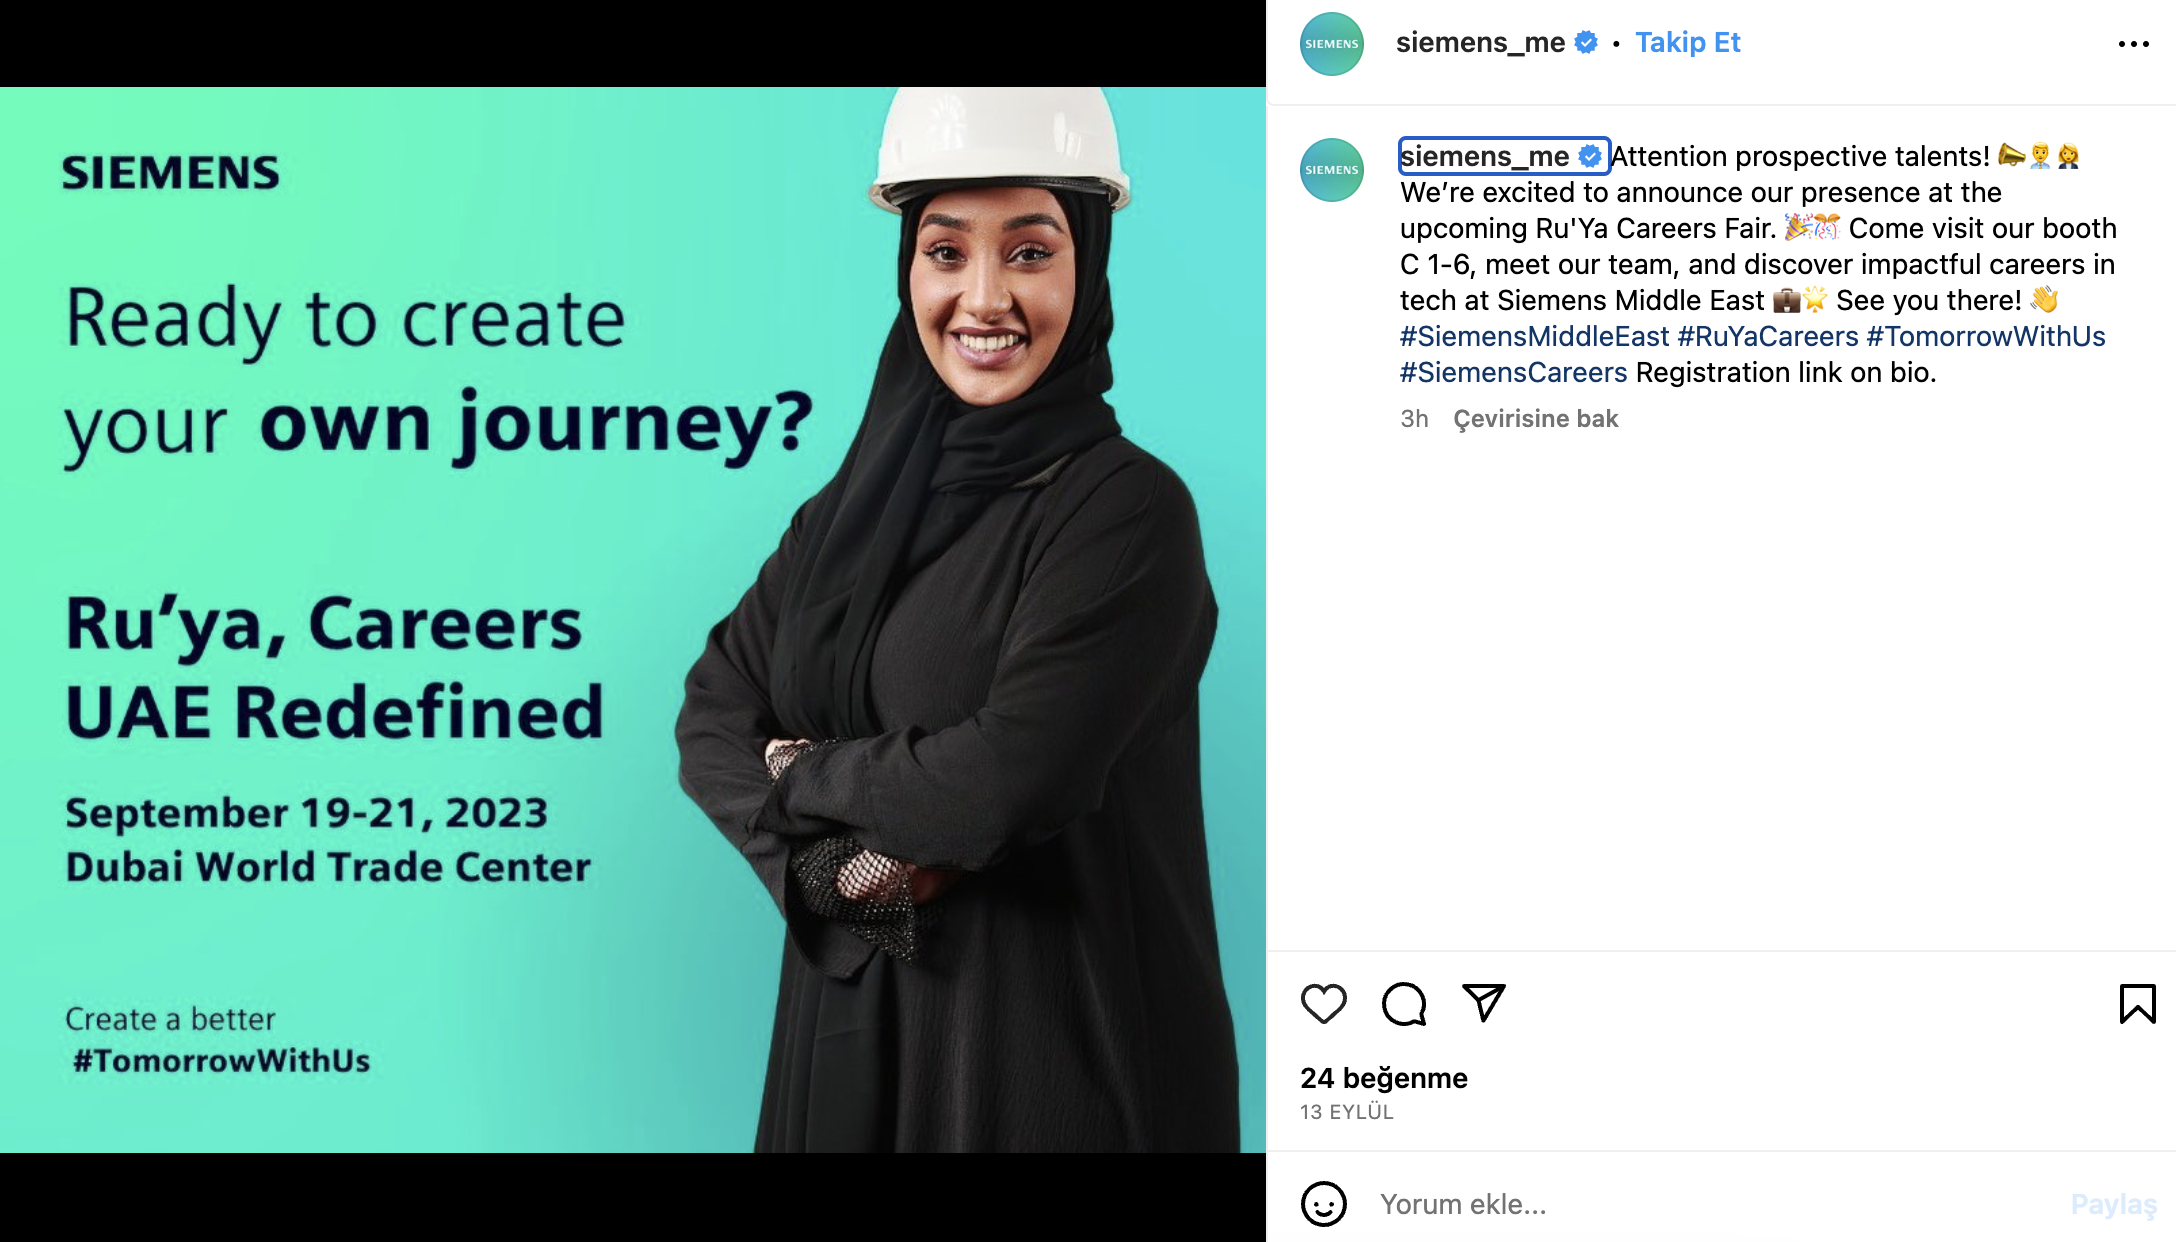 SIEMENS
Ready to create
your own journey?
Ru’ya, Careers
UAE Redefined
September 19-21, 2023
Dubai World Trade Center
Create a better
#TomorrowWithUs
SIEMENS
siemens_me • Takip Et
SIEMENS
siemens_me Attention prospective talents! 📣👨‍💼👩‍💼
We’re excited to announce our presence at the
upcoming Ru'Ya Careers Fair. 🎉🎊 Come visit our booth
C 1-6, meet our team, and discover impactful careers in
tech at Siemens Middle East 💼🌟 See you there! 👋
#SiemensMiddleEast #RuYaCareers #TomorrowWithUs
#SiemensCareers Registration link on bio.
3h Çevirisine bak
24 beğenme
13 EYLÜL
Yorum ekle...
Paylaş